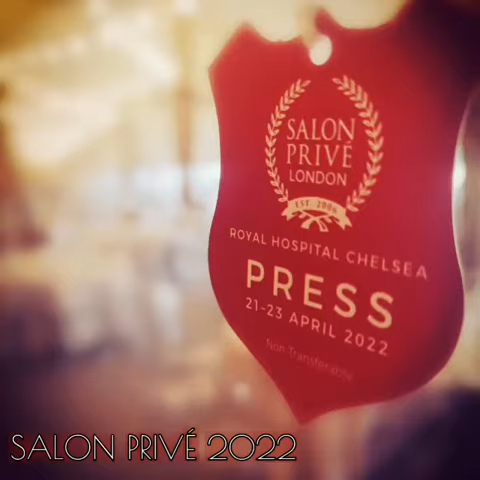 SALON
PRIVÉ
LONDON
EST. 2006
ROYAL HOSPITAL CHELSEA
PRESS
21-23 APRIL 2022
Non Transferable
SALON PRIVÉ 2022